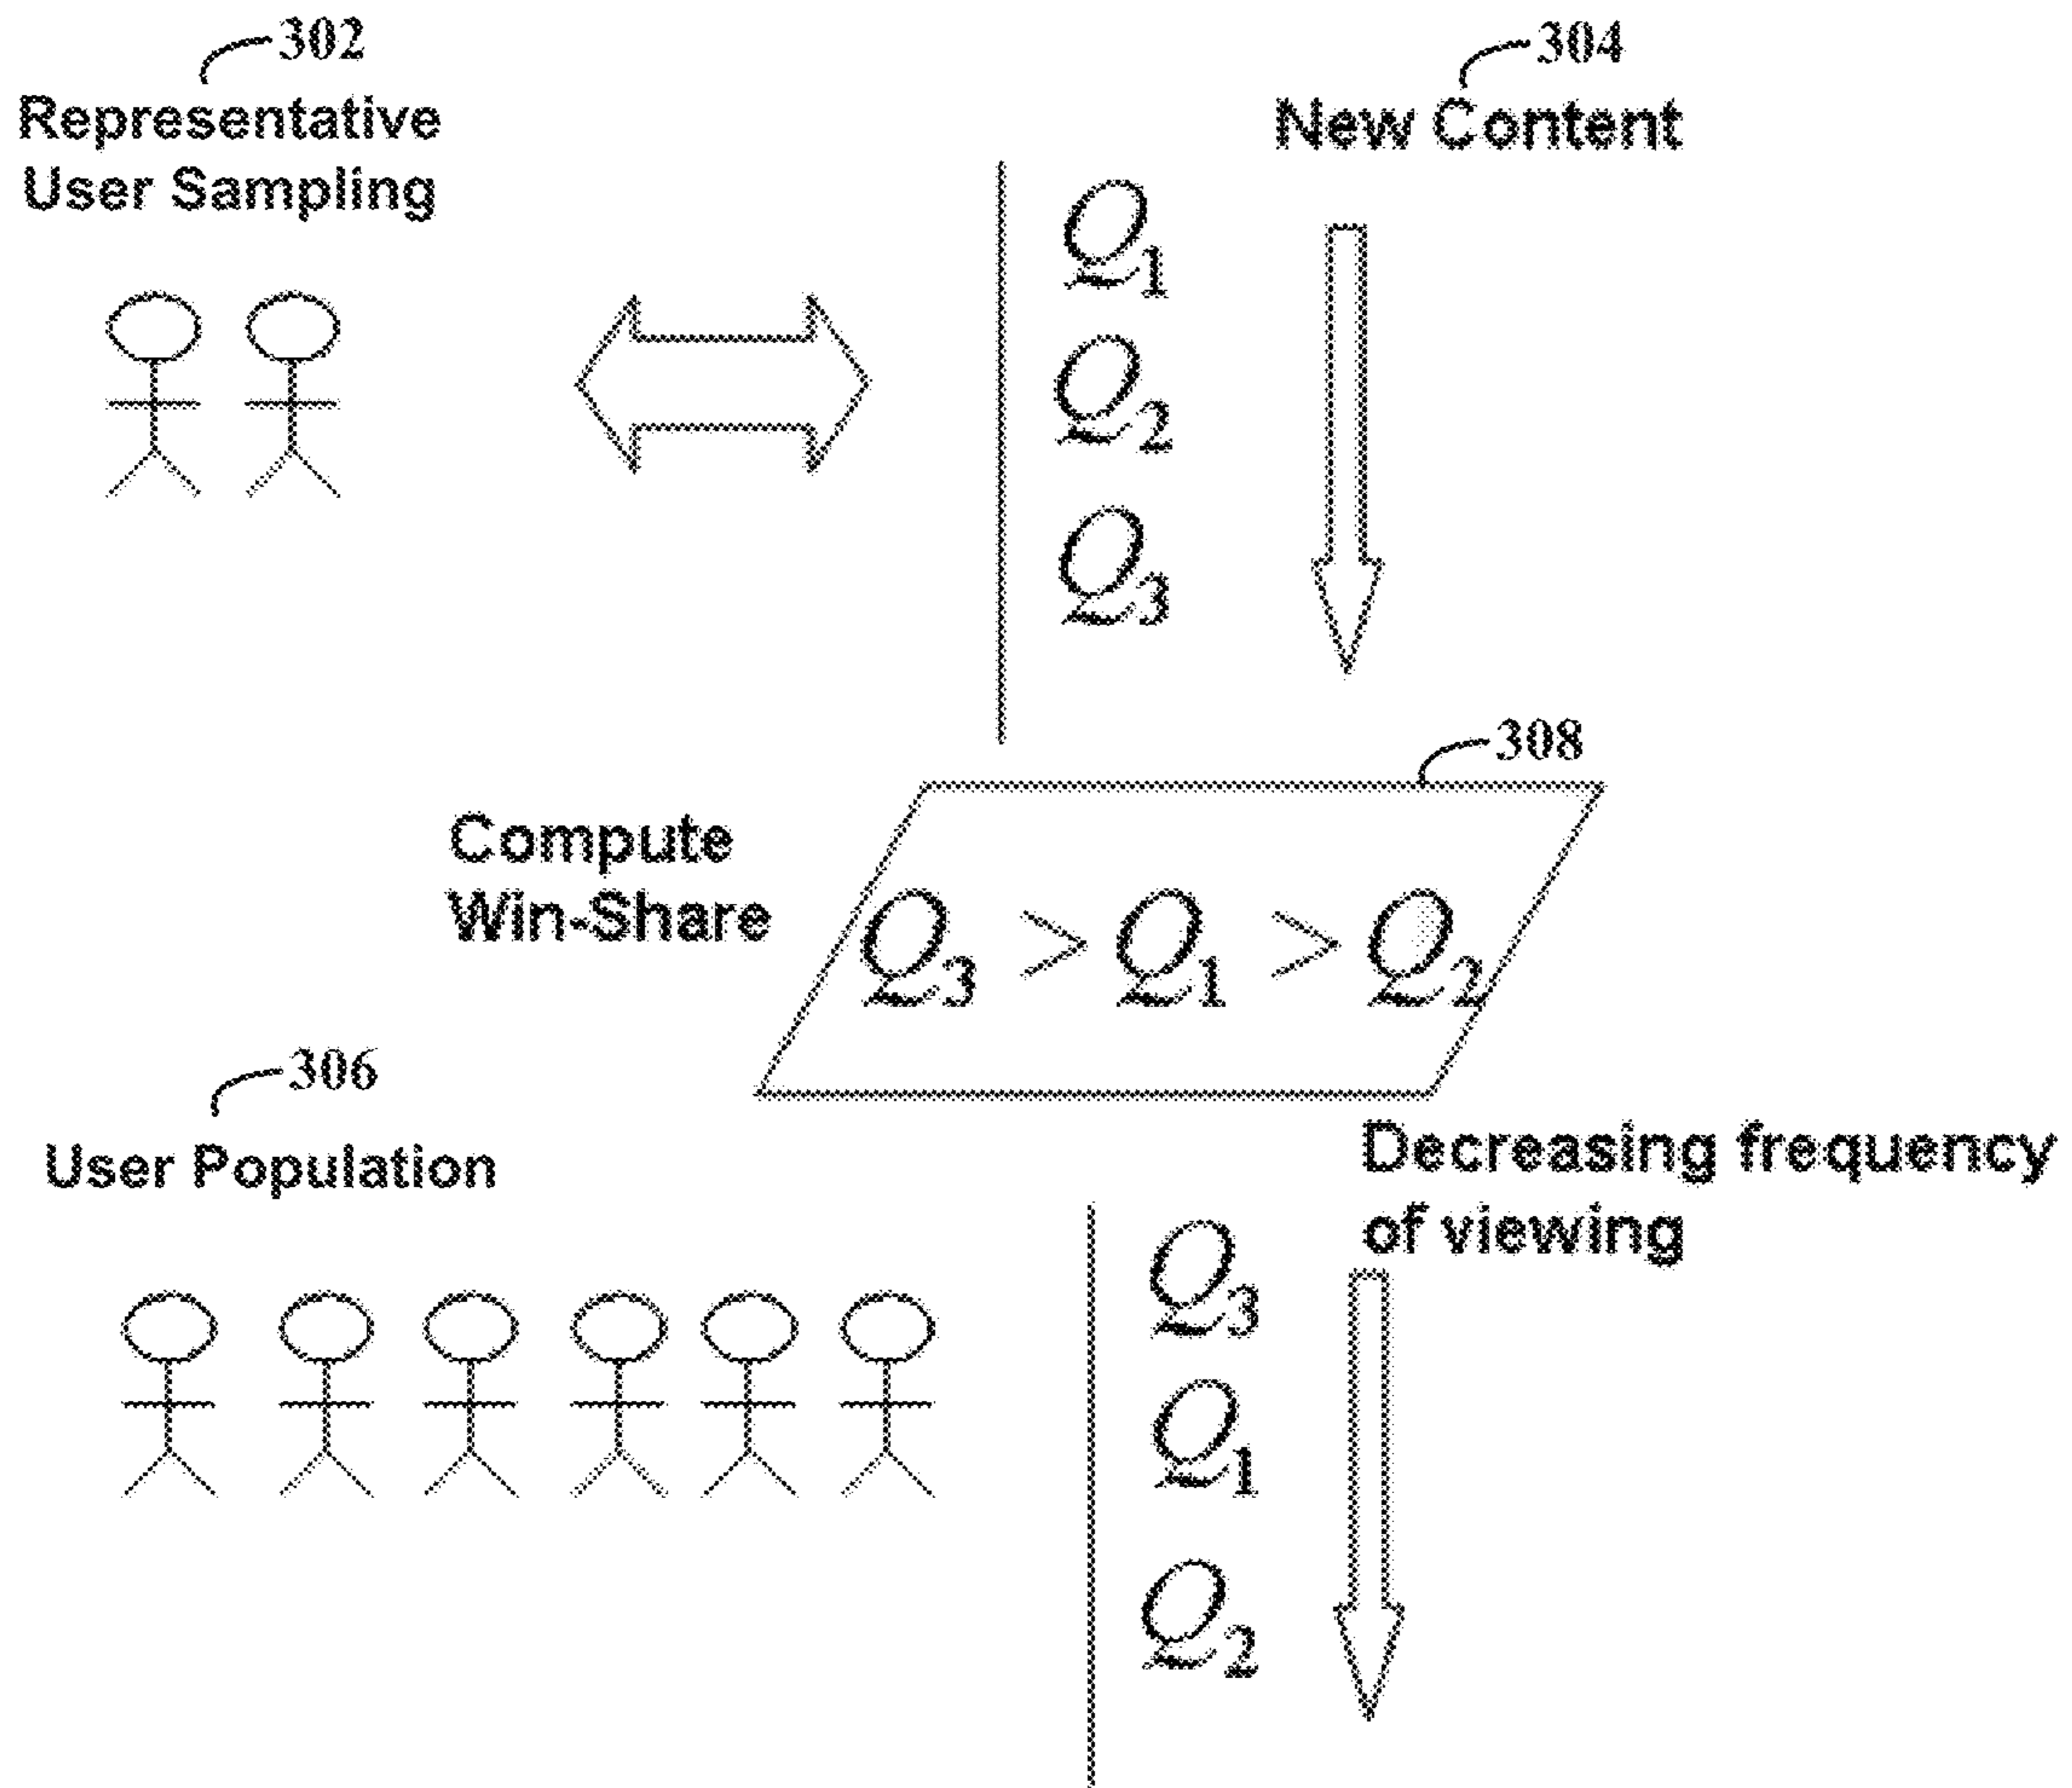 302
Representative
User Sampling
304
New Content
Q1
Q2
Q3
308
Compute
Win-Share
Q3 > Q1 > Q2
306
User Population
Decreasing frequency
of viewing
Q3
Q1
Q2